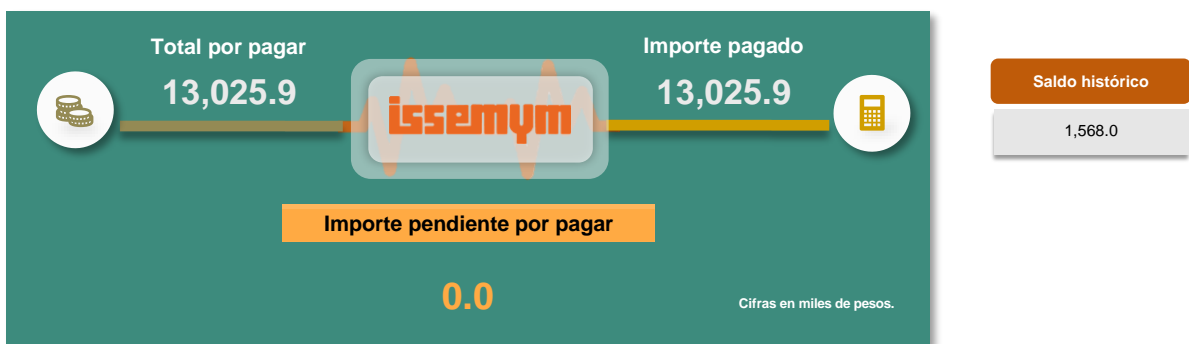 Total por pagar
13,025.9
issemym
Importe pagado
13,025.9
Importe pendiente por pagar
0.0
Cifras en miles de pesos.
Saldo histórico
1,568.0